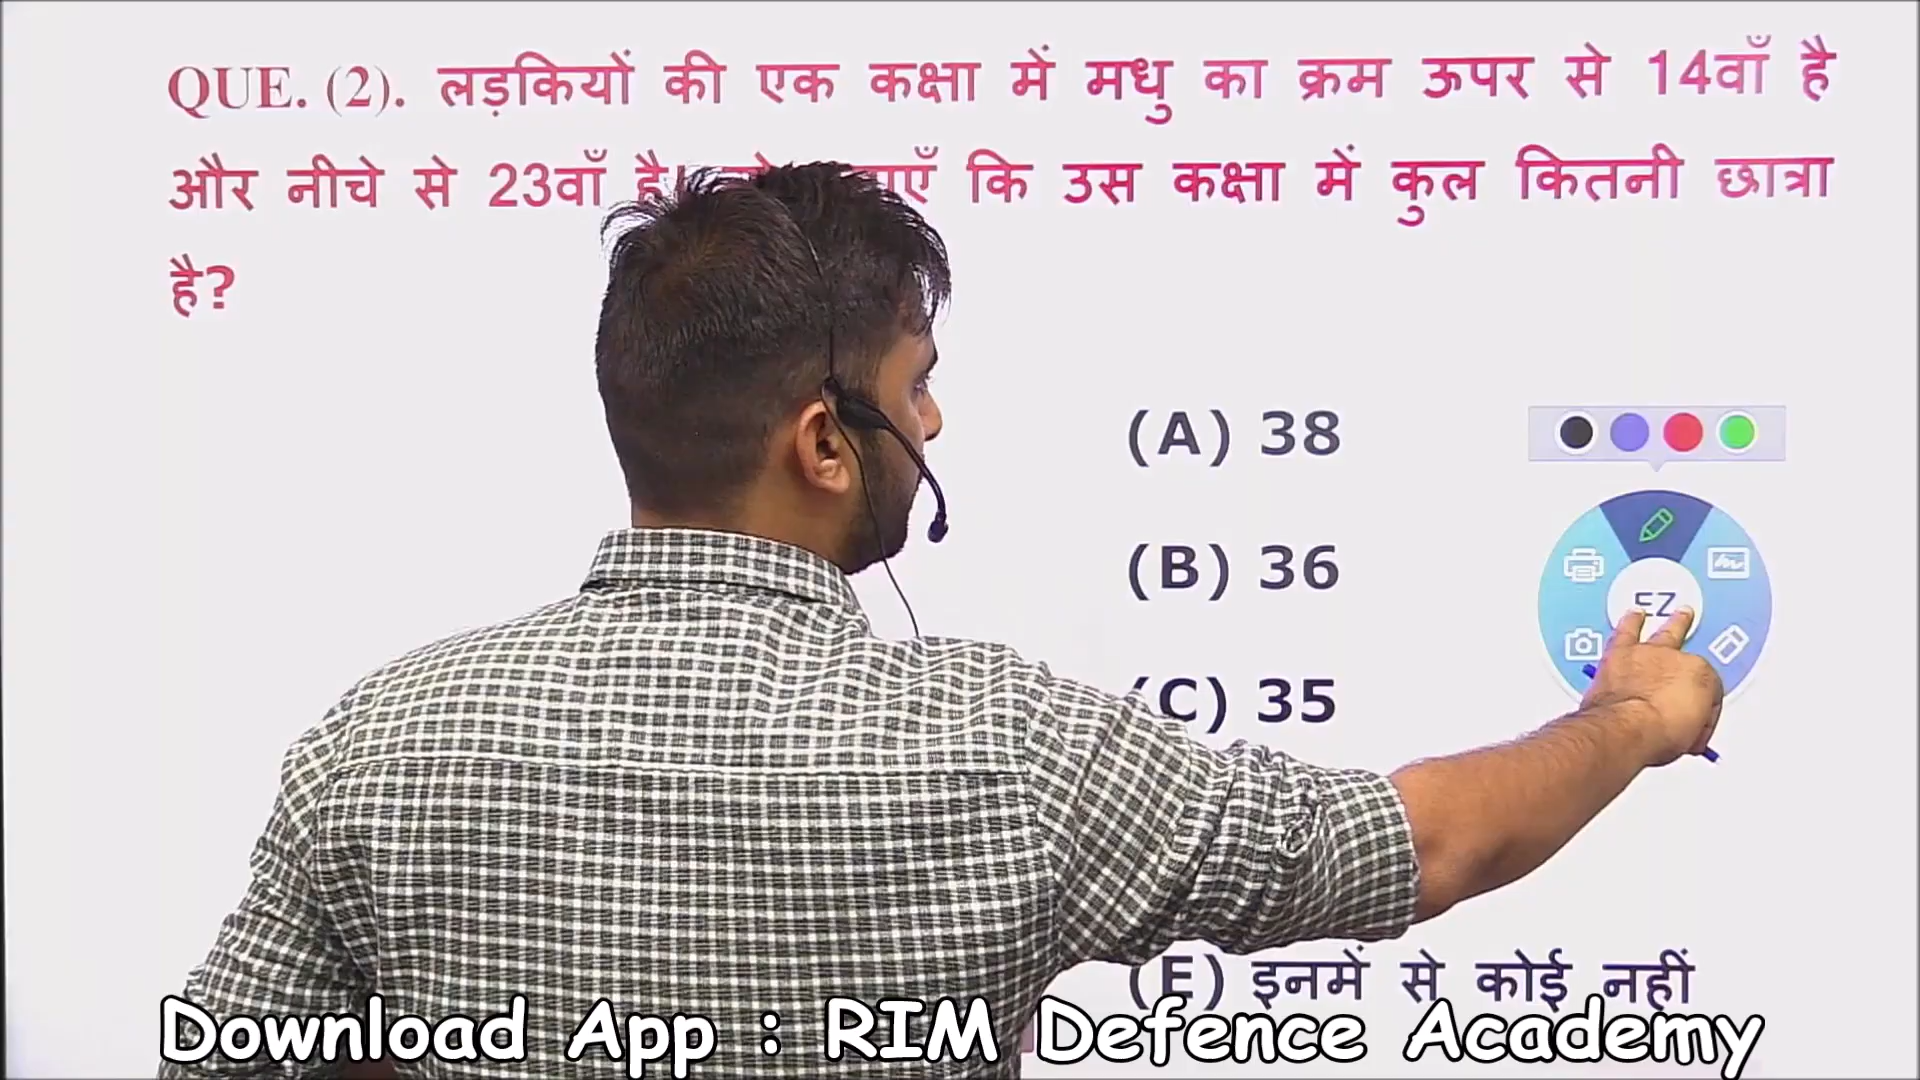 QUE. (2). लड़कियों की एक कक्षा में मधु का क्रम ऊपर से 14वाँ है
और नीचे से 23वाँ है। कि उस कक्षा में कुल कितनी छात्रा
है?
(A) 38
(B) 36
EZ
(C) 35
(E) इनमें से कोई नहीं
Download App : RIM Defence Academy